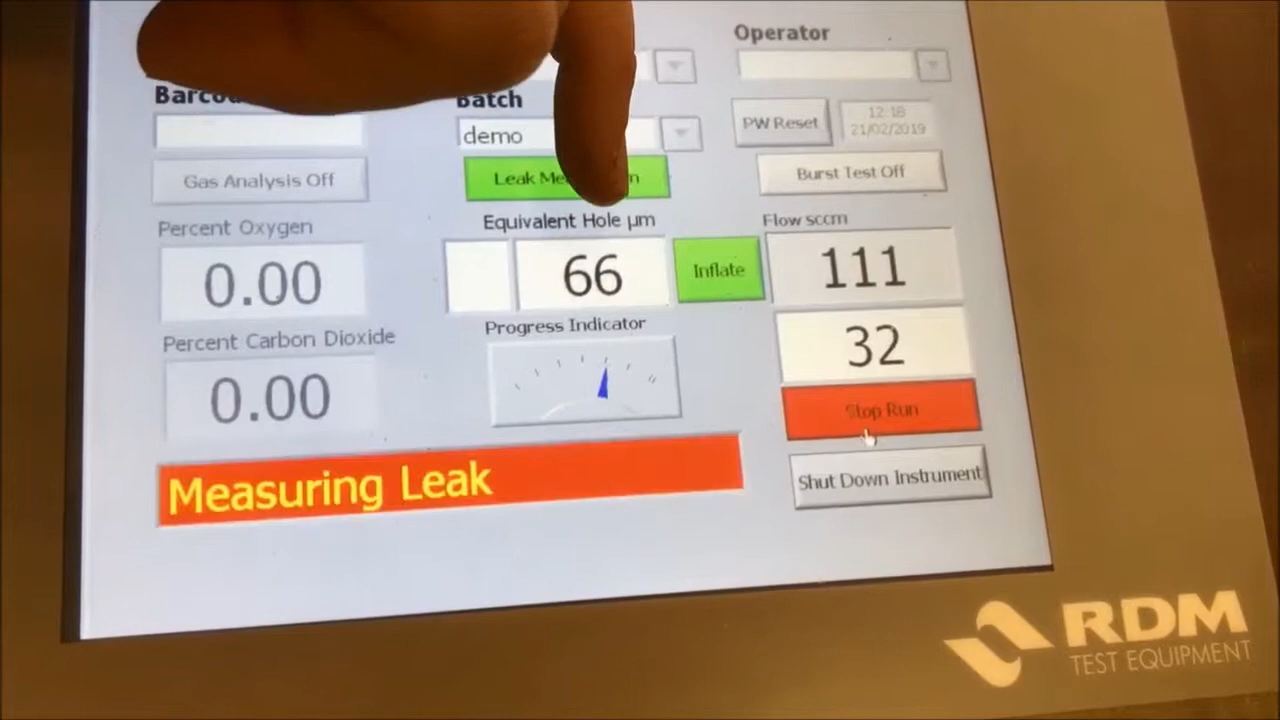 Operator
Batch
demo
PW Reset
12:18
21/02/2019
Gas Analysis Off
Leak
Burst Test Off
Percent Oxygen
Equivalent Hole µm
Flow sccm
0.00
66
Inflate
111
Percent Carbon Dioxide
Progress Indicator
32
0.00
Stop Run
Measuring Leak
Shut Down Instrument
RDM
TEST EQUIPMENT